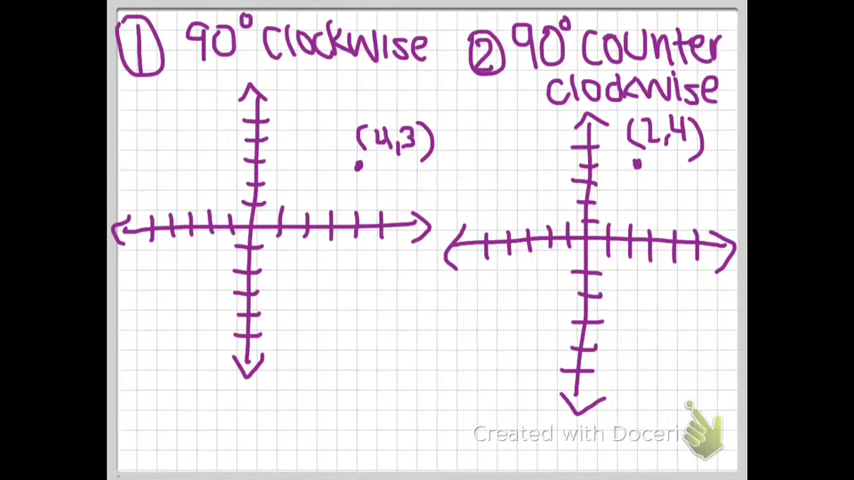 ① 90° Clockwise
(4,3)
② 90° counter
clockwise
(2,4)
Created with Doceri